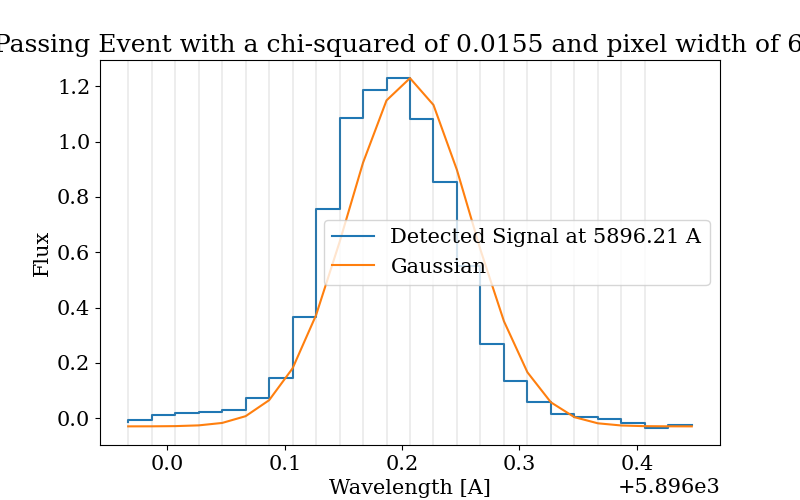 Passing Event with a chi-squared of 0.0155 and pixel width of 6
Flux
1.2
1.0
0.8
0.6
0.4
0.2
0.0
Detected Signal at 5896.21 A
Gaussian
0.0 0.1 0.2 0.3 0.4
+5.896e3
Wavelength [A]